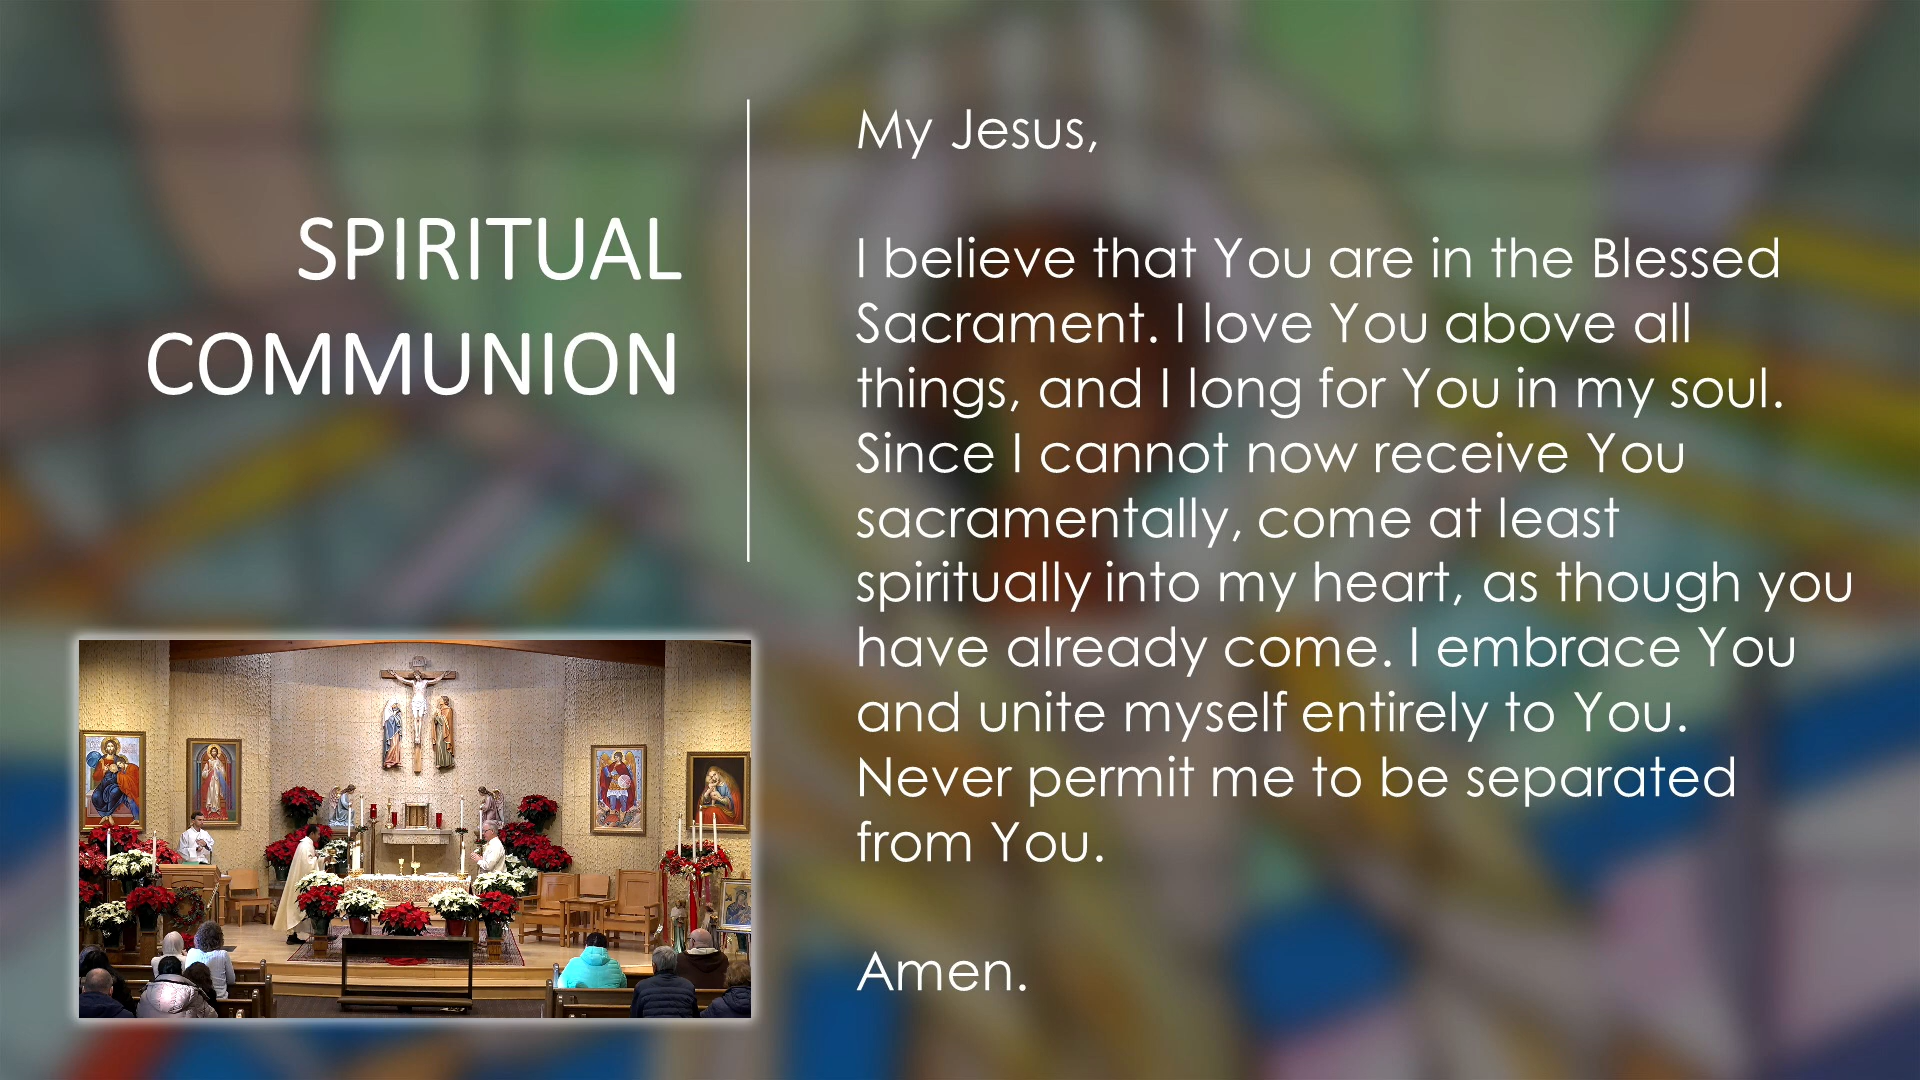 SPIRITUAL
COMMUNION
My Jesus,
I believe that You are in the Blessed
Sacrament. I love You above all
things, and I long for You in my soul.
Since I cannot now receive You
sacramentally, come at least
spiritually into my heart, as though you
have already come. I embrace You
and unite myself entirely to You.
Never permit me to be separated
from You.
Amen.